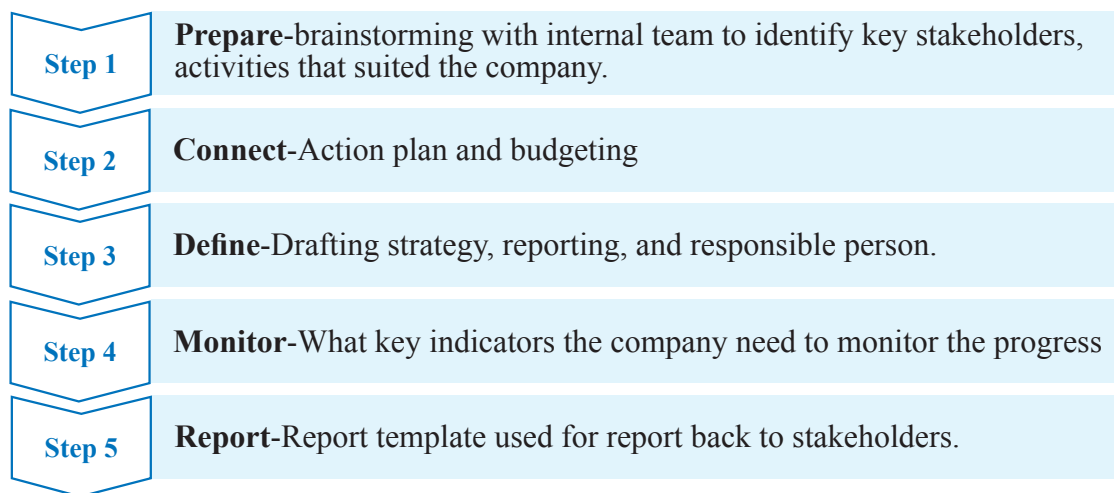 Step 1
Prepare-brainstorming with internal team to identify key stakeholders,
activities that suited the company.
Step 2
Connect-Action plan and budgeting
Step 3
Define-Drafting strategy, reporting, and responsible person.
Step 4
Monitor-What key indicators the company need to monitor the progress
Step 5
Report-Report template used for report back to stakeholders.